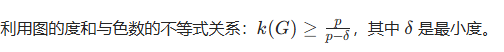 利用图的度和与色数的不等式关系：k(G) ≥ p/(p−δ)，其中 δ 是最小度。